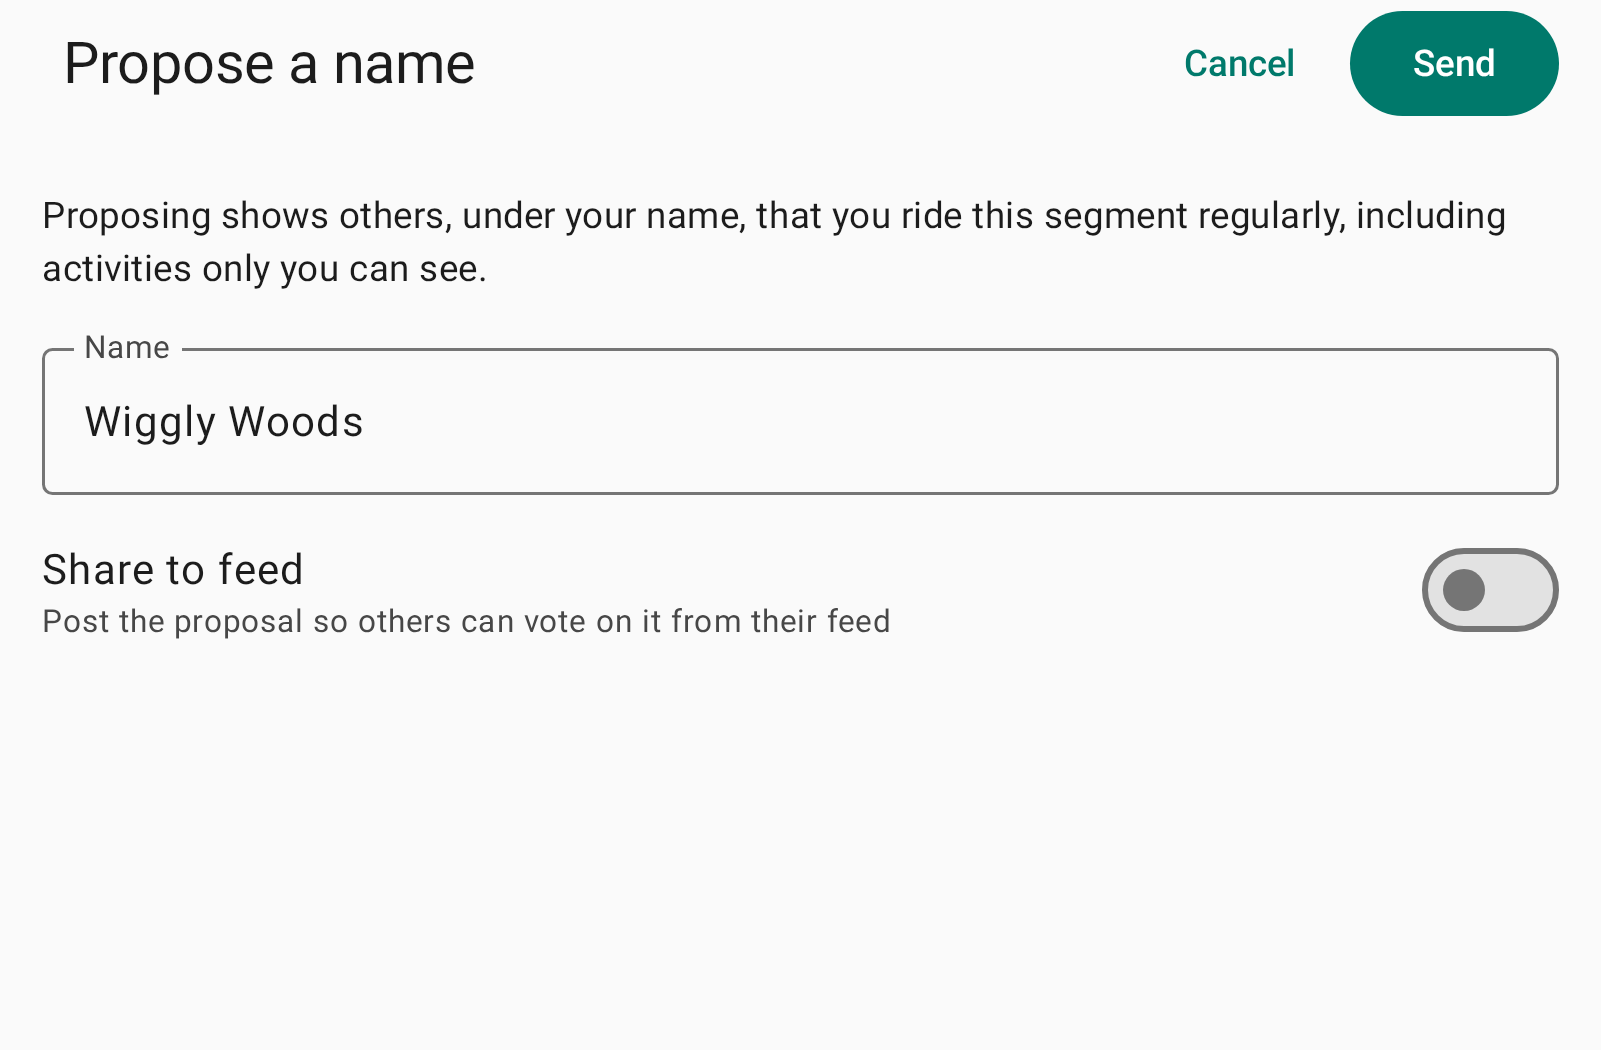 Propose a name
Cancel
Send
Proposing shows others, under your name, that you ride this segment regularly, including
activities only you can see.
Name
Wiggly Woods
Share to feed
Post the proposal so others can vote on it from their feed